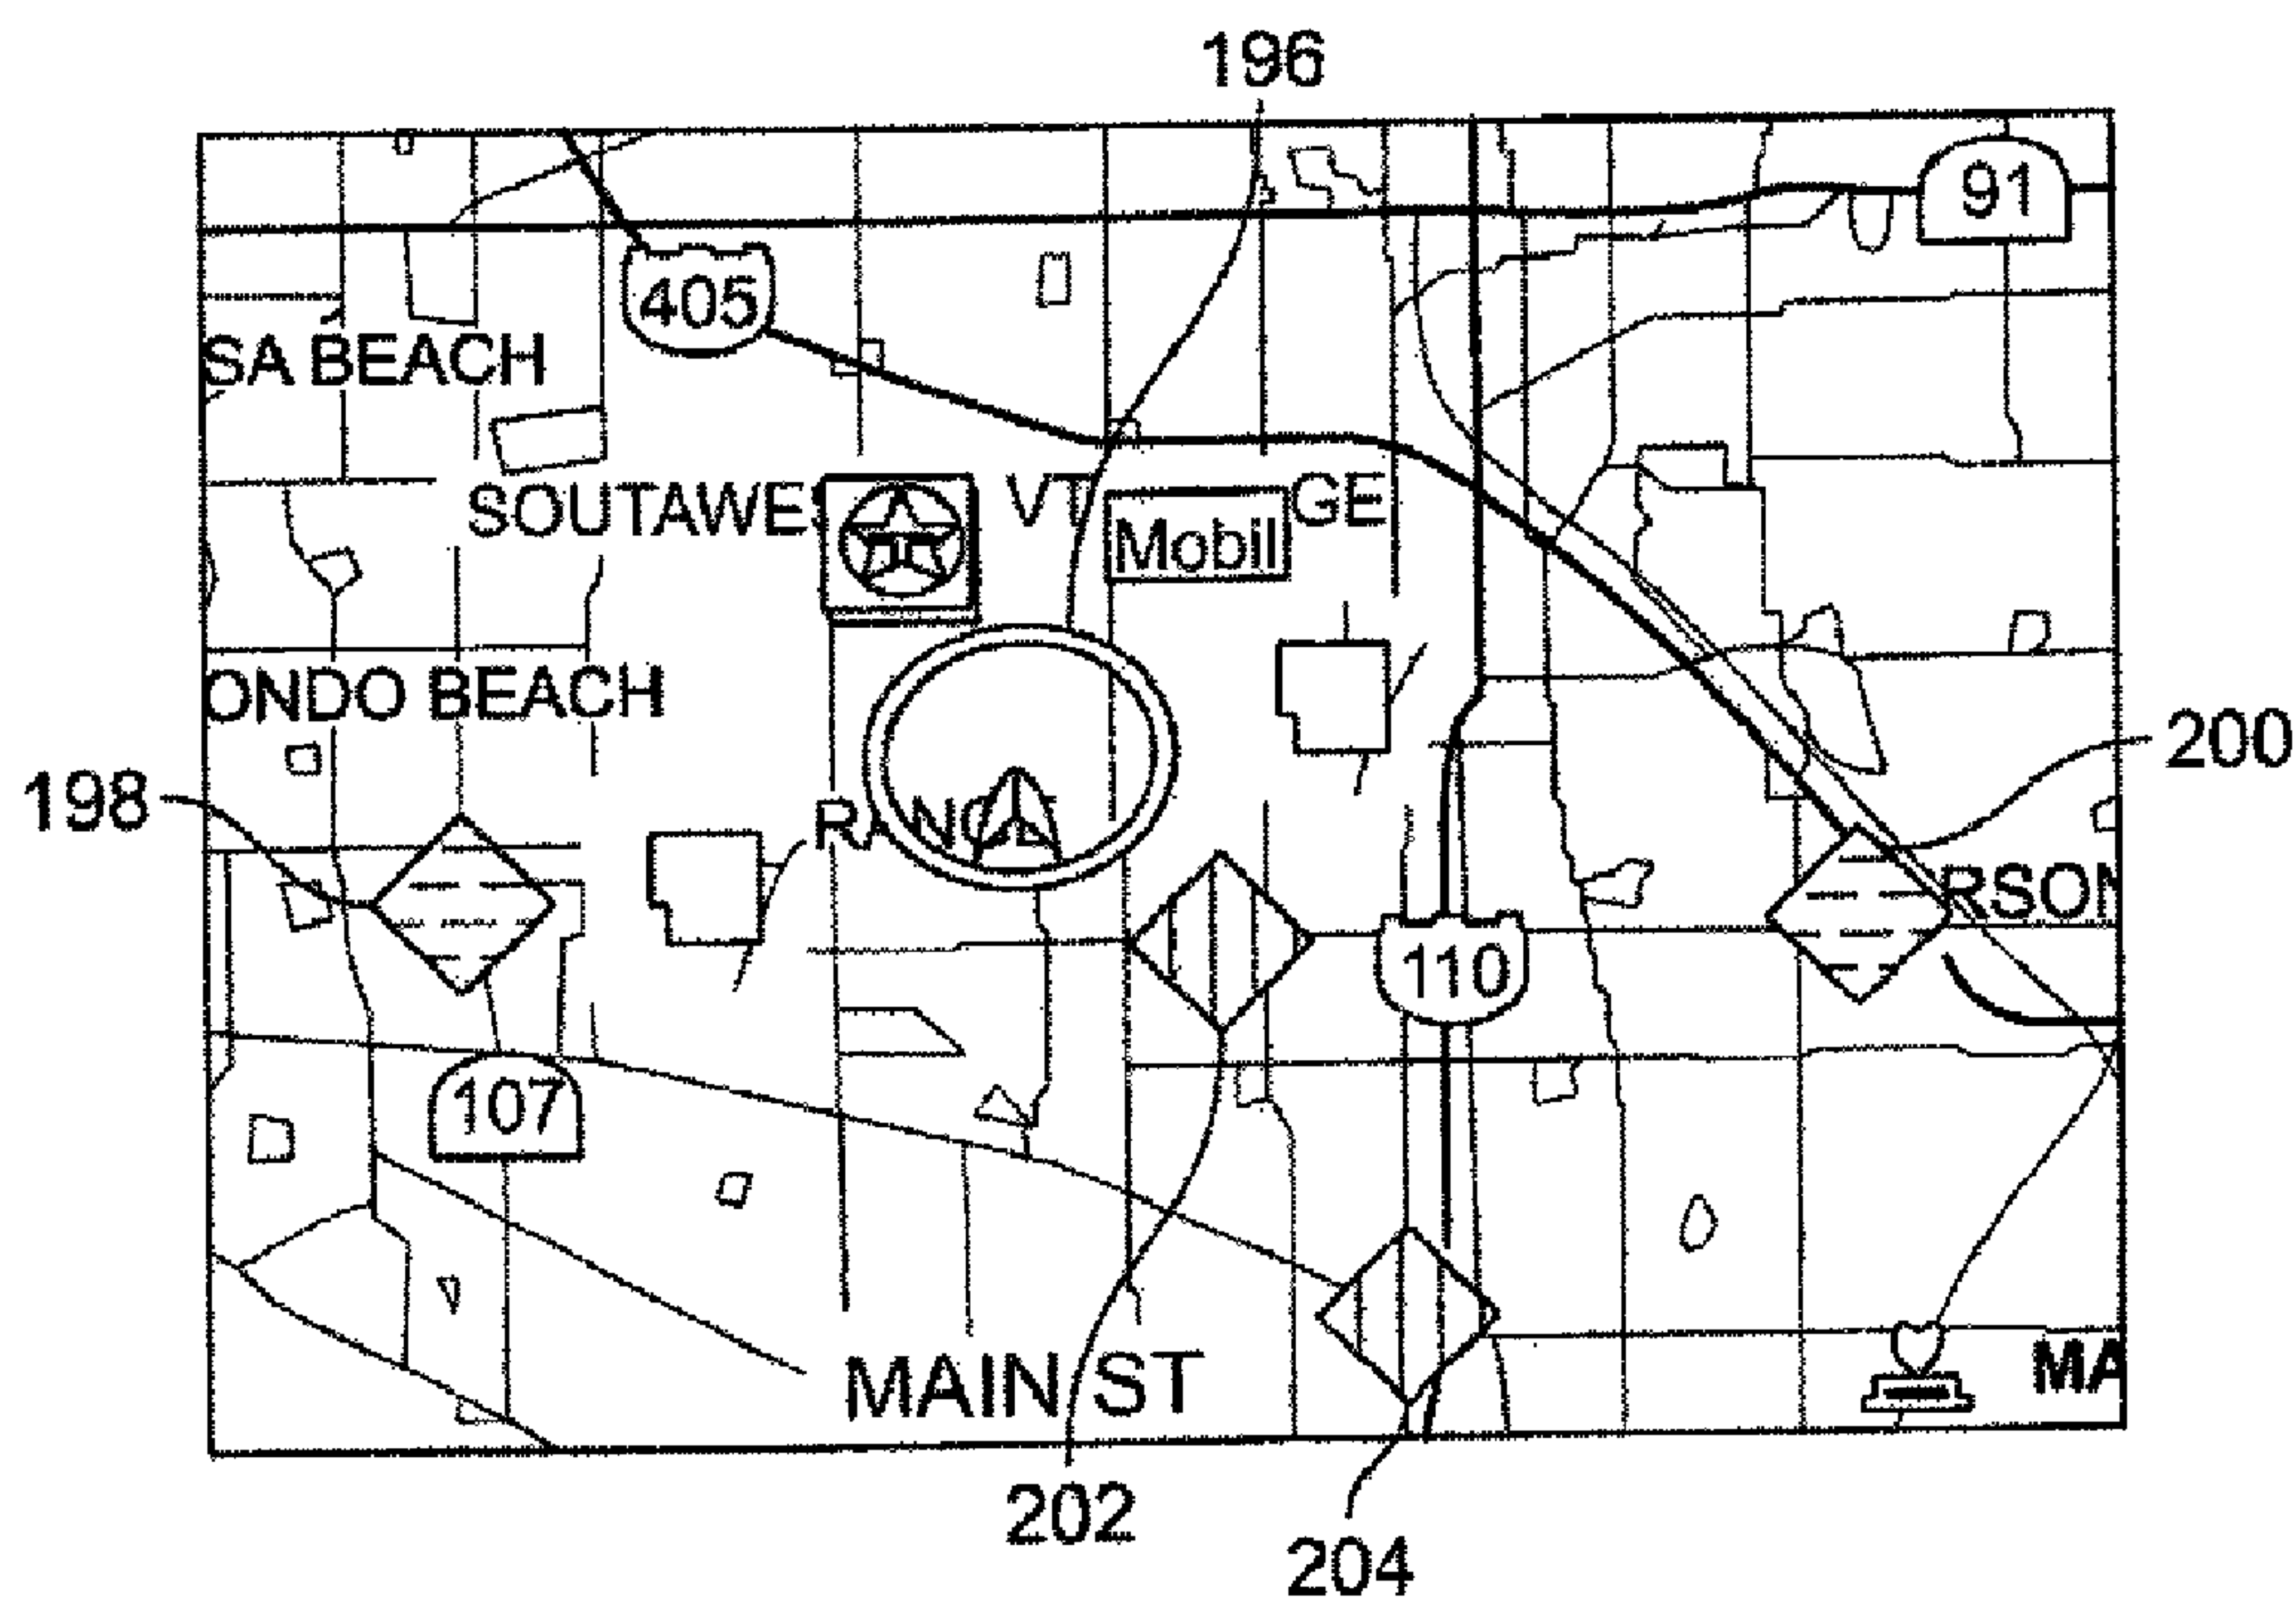 196
91
405
SA BEACH
SOUTAWES VT GE
Mobil
ONDO BEACH
200
198
RANCE
RSON
110
107
MAIN ST
MA
202
204